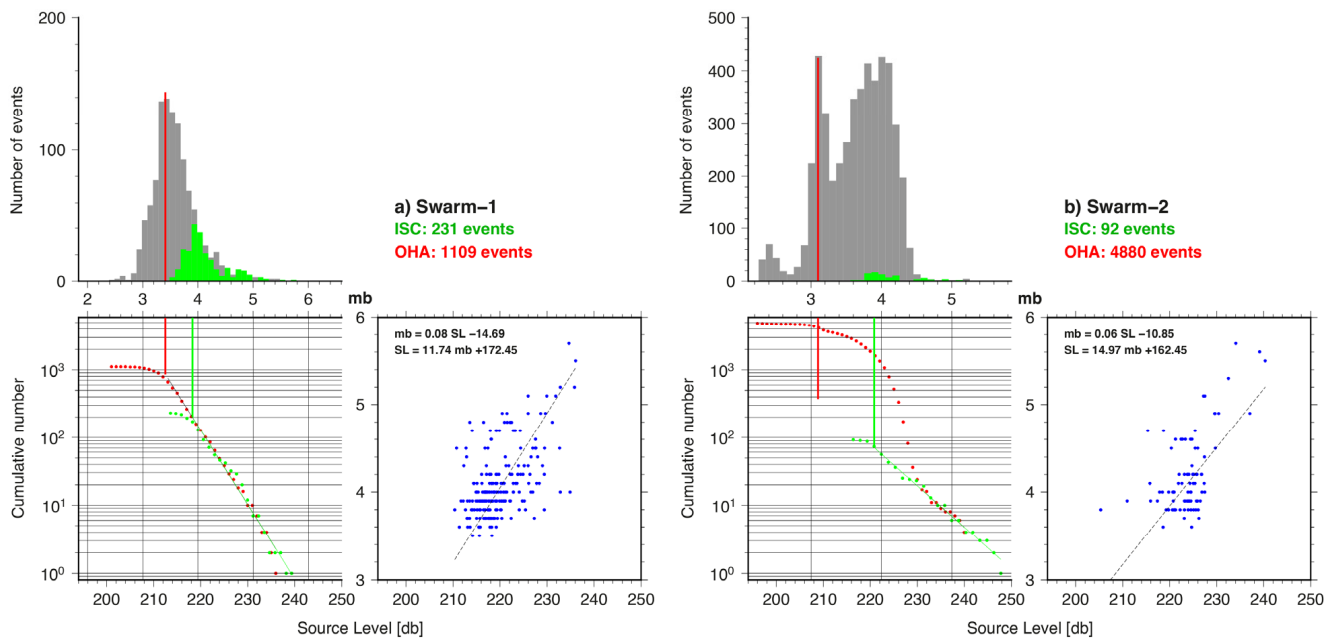 200
100
0
Number of events
2 3 4 5 6
mb
a) Swarm−1
ISC: 231 events
OHA: 1109 events
500
400
300
200
100
0
Number of events
3 4 5
mb
b) Swarm−2
ISC: 92 events
OHA: 4880 events
10³
10²
10¹
10⁰
Cumulative number
200 210 220 230 240 250
6
5
4
3
mb = 0.08 SL −14.69
SL = 11.74 mb +172.45
200 210 220 230 240 250
Source Level [db]
10³
10²
10¹
10⁰
Cumulative number
200 210 220 230 240 250
6
5
4
3
mb = 0.06 SL −10.85
SL = 14.97 mb +162.45
200 210 220 230 240 250
Source Level [db]